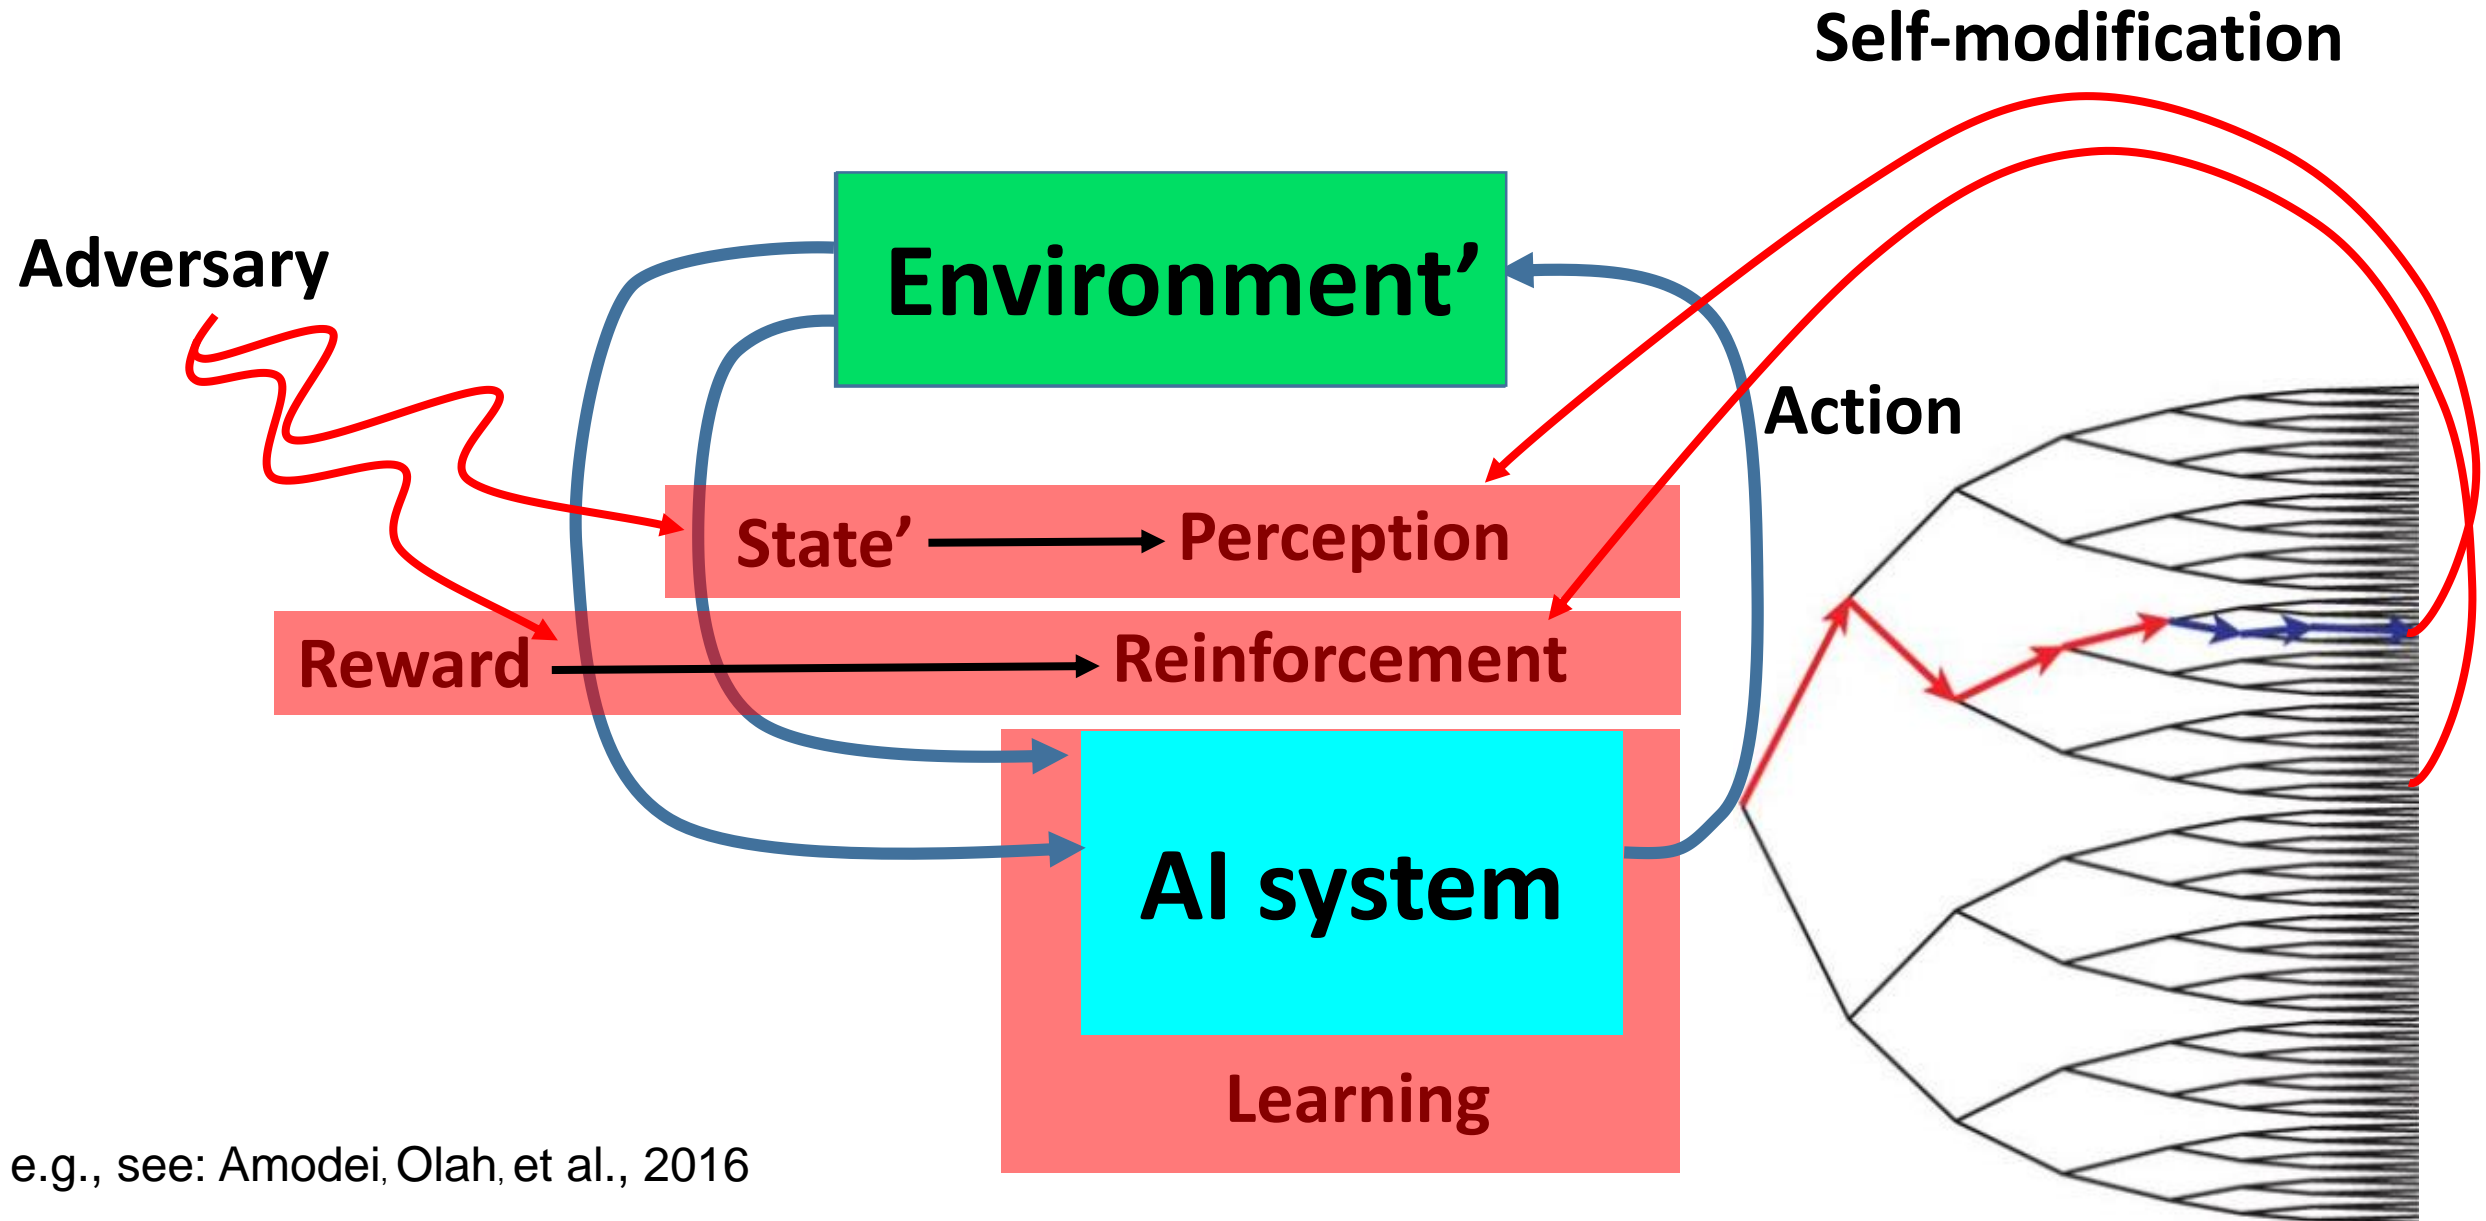 Self-modification
Adversary
Environment’
Action
State’
Perception
Reward
Reinforcement
AI system
Learning
e.g., see: Amodei, Olah, et al., 2016